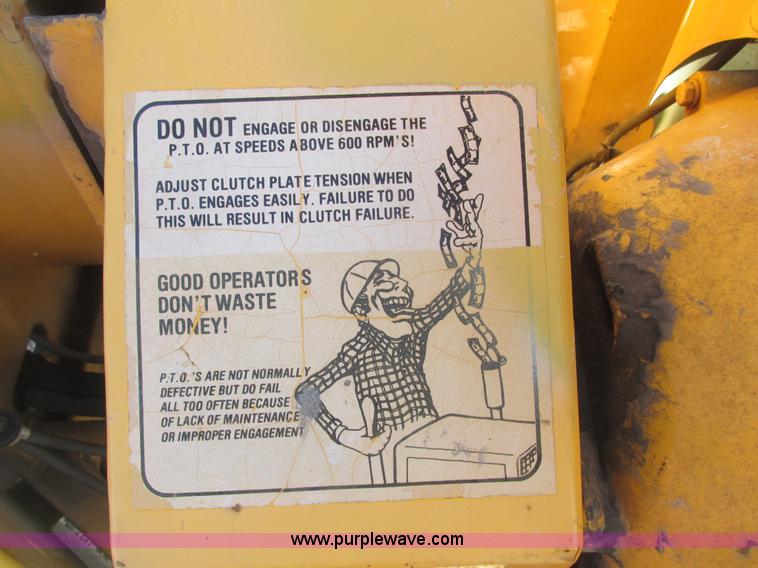 DO NOT ENGAGE OR DISENGAGE THE
P.T.O. AT SPEEDS ABOVE 600 RPM'S!
ADJUST CLUTCH PLATE TENSION WHEN
P.T.O. ENGAGES EASILY. FAILURE TO DO
THIS WILL RESULT IN CLUTCH FAILURE.
GOOD OPERATORS
DON'T WASTE
MONEY!
P.T.O.'S ARE NOT NORMALLY
DEFECTIVE BUT DO FAIL
ALL TOO OFTEN BECAUSE
OF LACK OF MAINTENANCE
OR IMPROPER ENGAGEMENT
www.purplewave.com